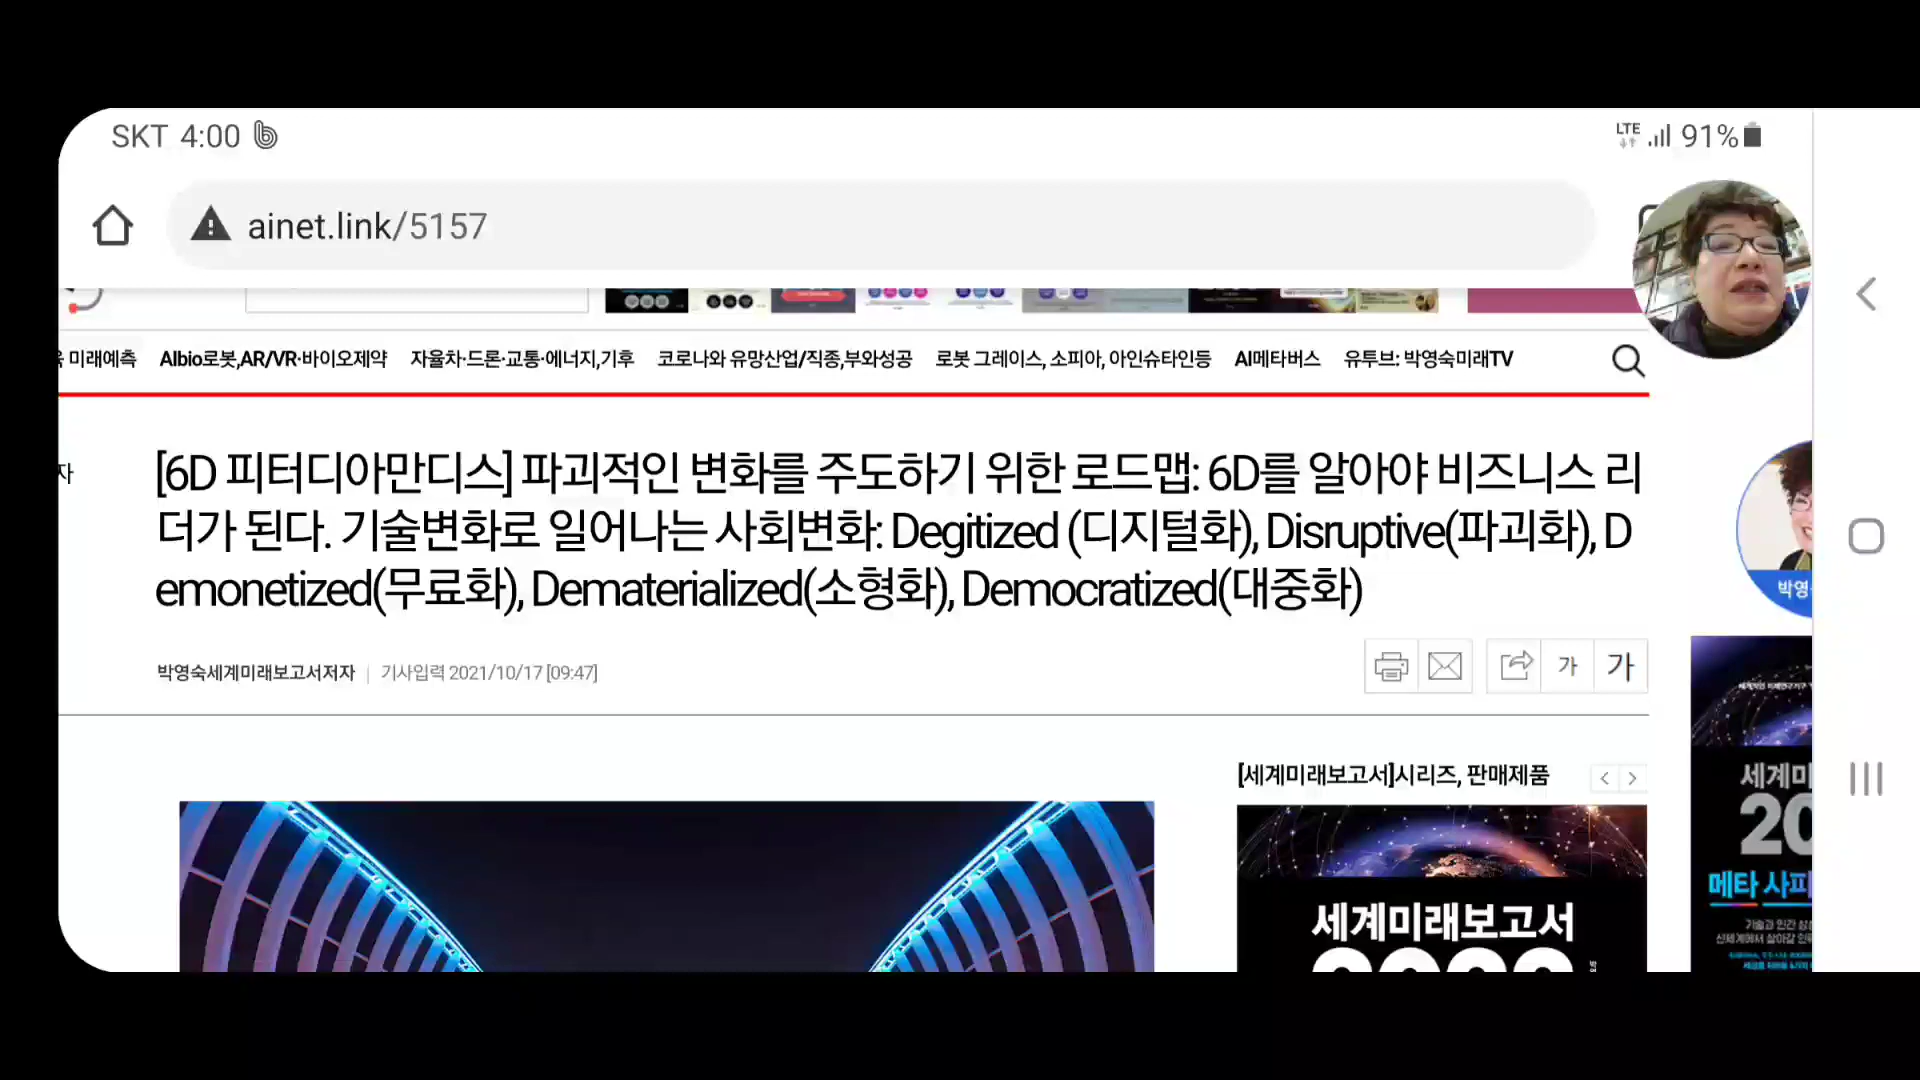 SKT 4:00
LTE 91%
ainet.link/5157
미래예측 AIbio로봇,AR/VR·바이오제약 자율차·드론·교통·에너지,기후 코로나와 유망산업/직종,부와성공 로봇 그레이스, 소피아, 아인슈타인등 AI메타버스 유투브: 박영숙미래TV
자
[6D 피터디아만디스] 파괴적인 변화를 주도하기 위한 로드맵: 6D를 알아야 비즈니스 리
더가 된다. 기술변화로 일어나는 사회변화: Degitized (디지털화), Disruptive(파괴화), D
emonetized(무료화), Dematerialized(소형화), Democratized(대중화)
박영
박영숙세계미래보고서저자 | 기사입력 2021/10/17 [09:47]
가 가
[세계미래보고서]시리즈, 판매제품
세계미래보고서
세계미
20
메타 사피
기술과 인간